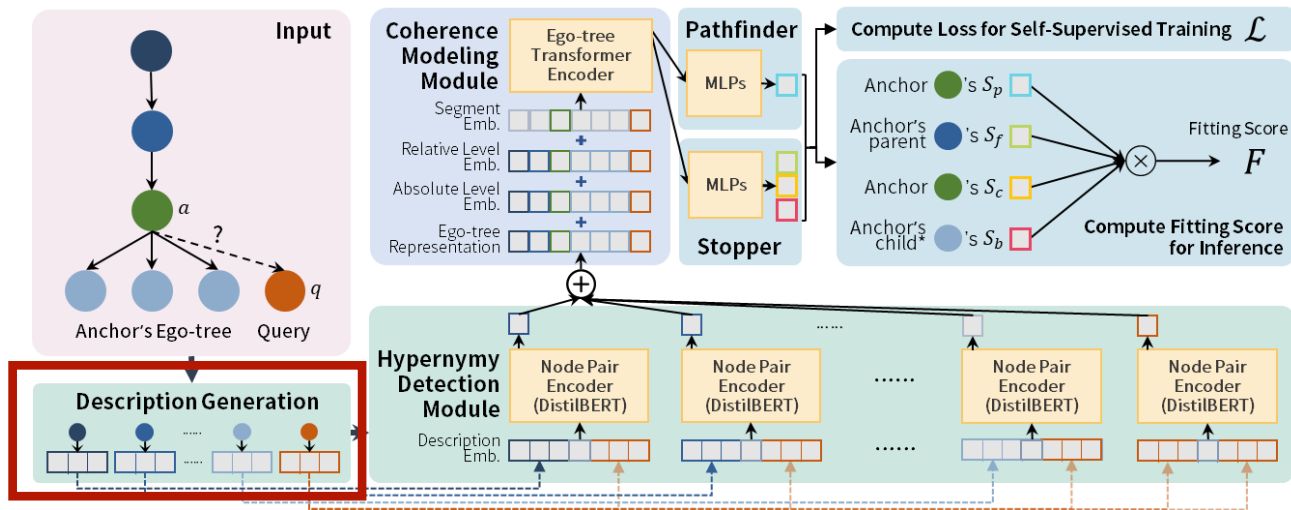 Input
a
?
q
Anchor's Ego-tree
Query
Description Generation
......
......
Coherence
Modeling
Module
Ego-tree
Transformer
Encoder
Segment
Emb.
+
Relative Level
Emb.
+
Absolute Level
Emb.
+
Ego-tree
Representation
+
Pathfinder
MLPs
MLPs
Stopper
Compute Loss for Self-Supervised Training ℒ
Anchor 's Sₚ
Anchor's
parent 's S_f
Anchor 's S_c
Anchor's
child* 's S_b
×
Fitting Score
F
Compute Fitting Score
for Inference
Hypernymy
Detection
Module
Description
Emb.
Node Pair
Encoder
(DistilBERT)
Node Pair
Encoder
(DistilBERT)
......
......
......
Node Pair
Encoder
(DistilBERT)
Node Pair
Encoder
(DistilBERT)